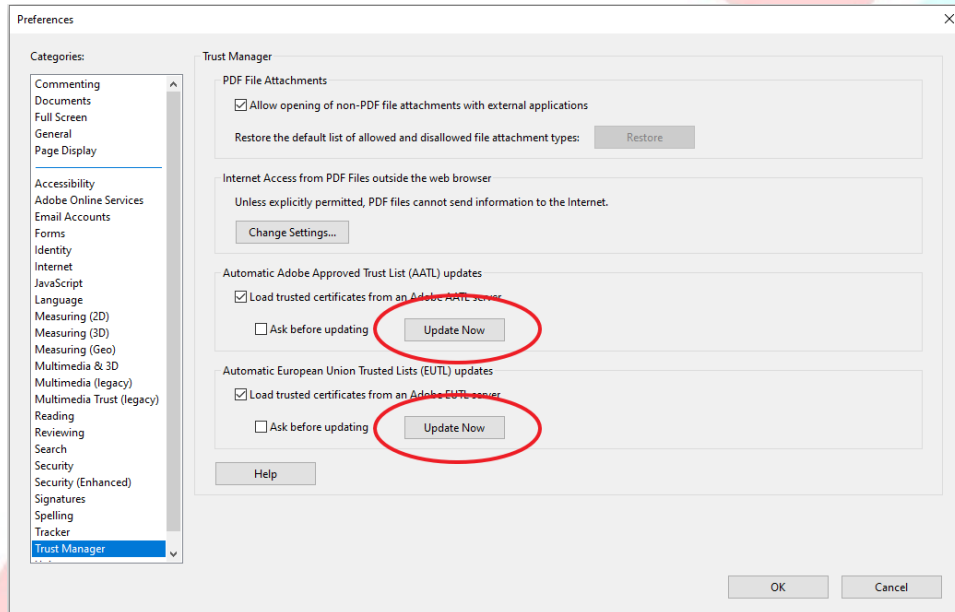 Preferences
Categories:
Commenting
Documents
Full Screen
General
Page Display
Accessibility
Adobe Online Services
Email Accounts
Forms
Identity
Internet
JavaScript
Language
Measuring (2D)
Measuring (3D)
Measuring (Geo)
Multimedia & 3D
Multimedia (legacy)
Multimedia Trust (legacy)
Reading
Reviewing
Search
Security
Security (Enhanced)
Signatures
Spelling
Tracker
Trust Manager
Trust Manager
PDF File Attachments
Allow opening of non-PDF file attachments with external applications
Restore the default list of allowed and disallowed file attachment types: Restore
Internet Access from PDF Files outside the web browser
Unless explicitly permitted, PDF files cannot send information to the Internet.
Change Settings...
Automatic Adobe Approved Trust List (AATL) updates
Load trusted certificates from an Adobe AATL server
Ask before updating Update Now
Automatic European Union Trusted Lists (EUTL) updates
Load trusted certificates from an Adobe EUTL server
Ask before updating Update Now
Help
OK Cancel